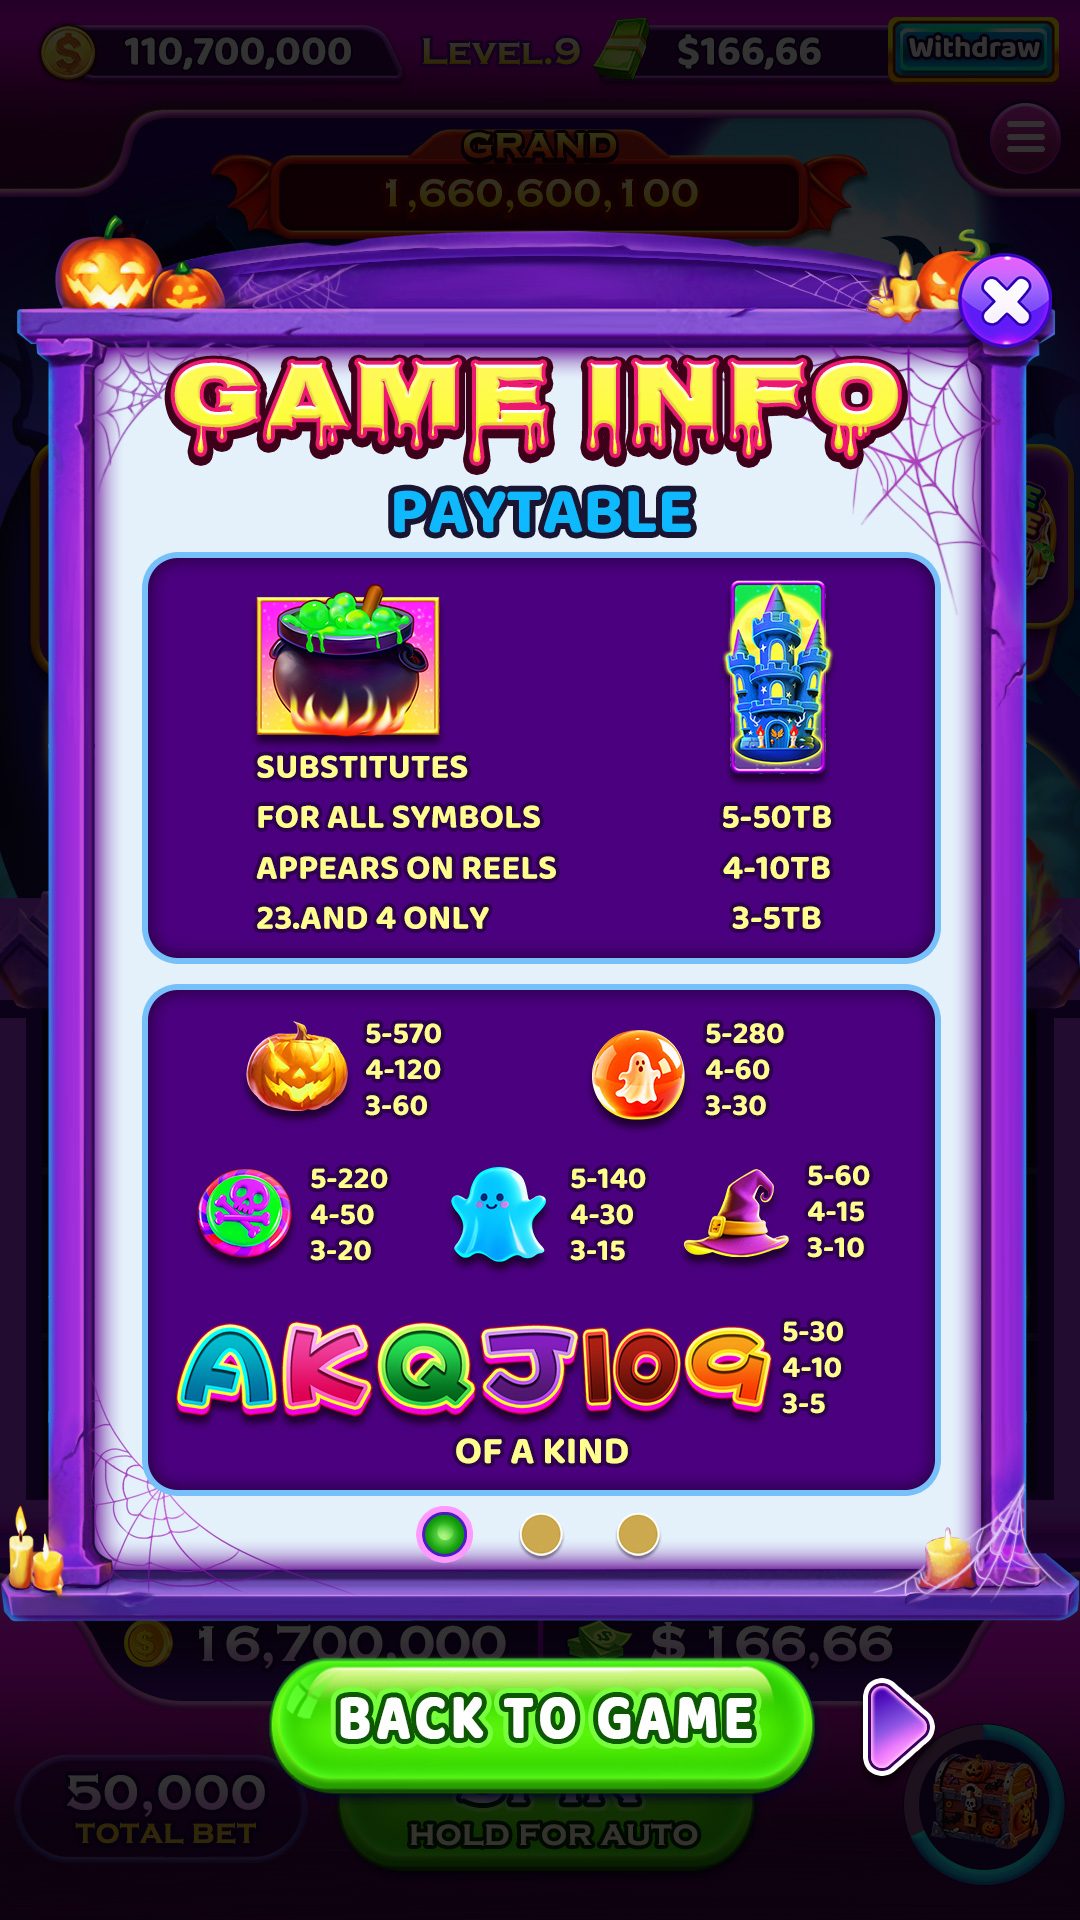 110,700,000
LEVEL.9
$166,66
Withdraw
GRAND
1,660,600,100
GAME INFO
PAYTABLE
SUBSTITUTES
FOR ALL SYMBOLS
APPEARS ON REELS
23.AND 4 ONLY
5-50TB
4-10TB
3-5TB
5-570
4-120
3-60
5-280
4-60
3-30
5-220
4-50
3-20
5-140
4-30
3-15
5-60
4-15
3-10
AKQJ109
5-30
4-10
3-5
OF A KIND
16,700,000
$ 166,66
BACK TO GAME
50,000
TOTAL BET
SPIN
HOLD FOR AUTO